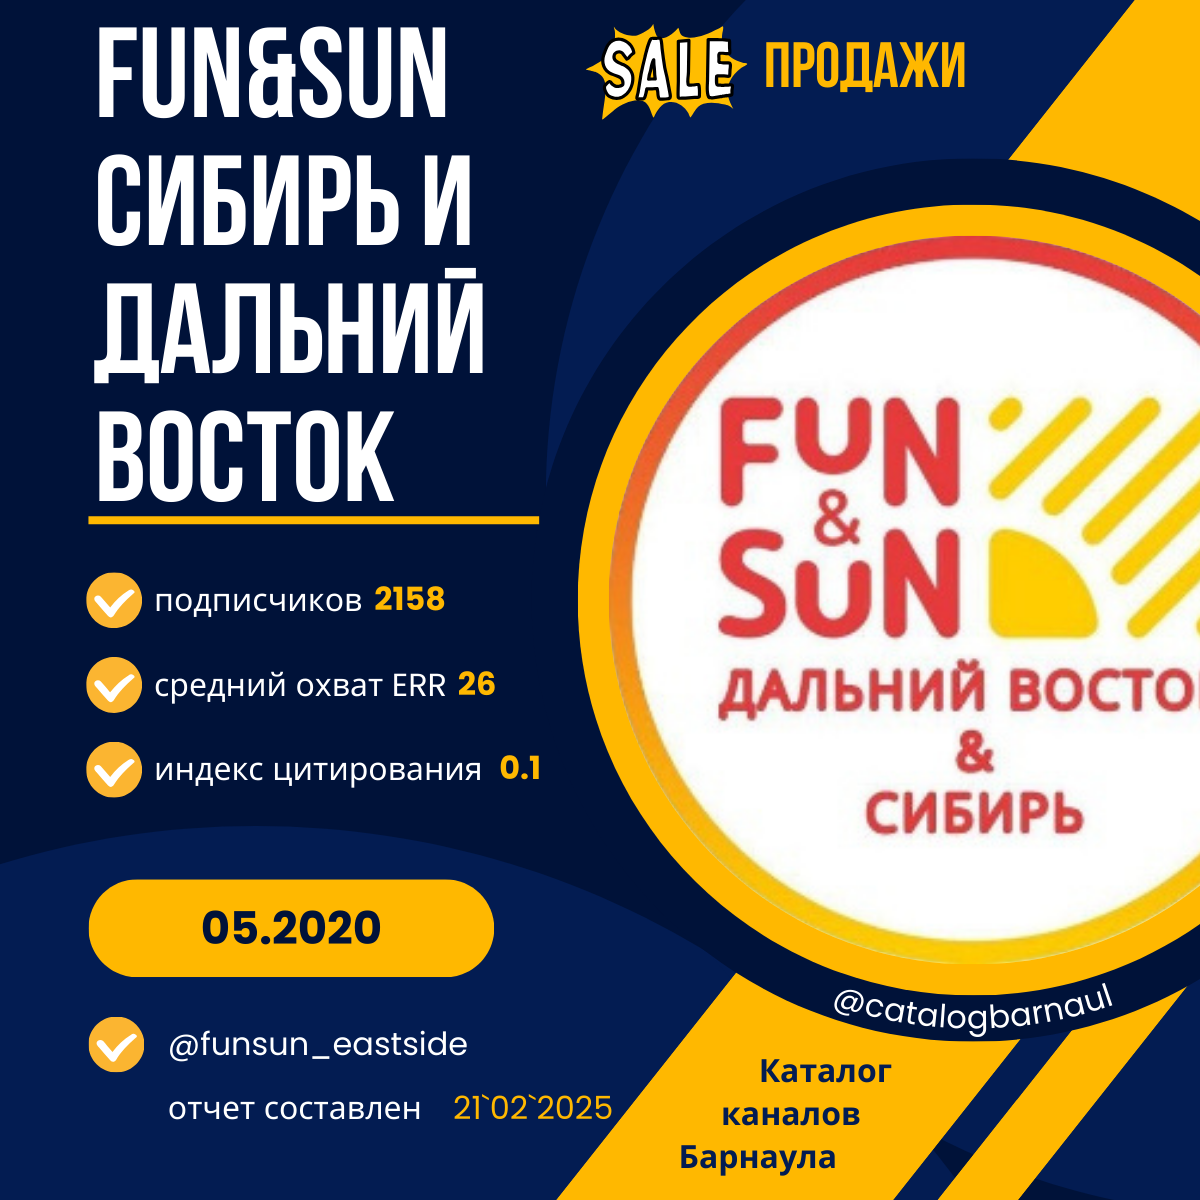 FUN&SUN
СИБИРЬ И
ДАЛЬНИЙ
ВОСТОК
SALE ПРОДАЖИ
подписчиков 2158
средний охват ERR 26
индекс цитирования 0.1
05.2020
@funsun_eastside
отчет составлен 21`02`2025
FUN
&
SUN
ДАЛЬНИЙ ВОСТО
&
СИБИРЬ
@catalogbarnaul
Каталог
каналов
Барнаула